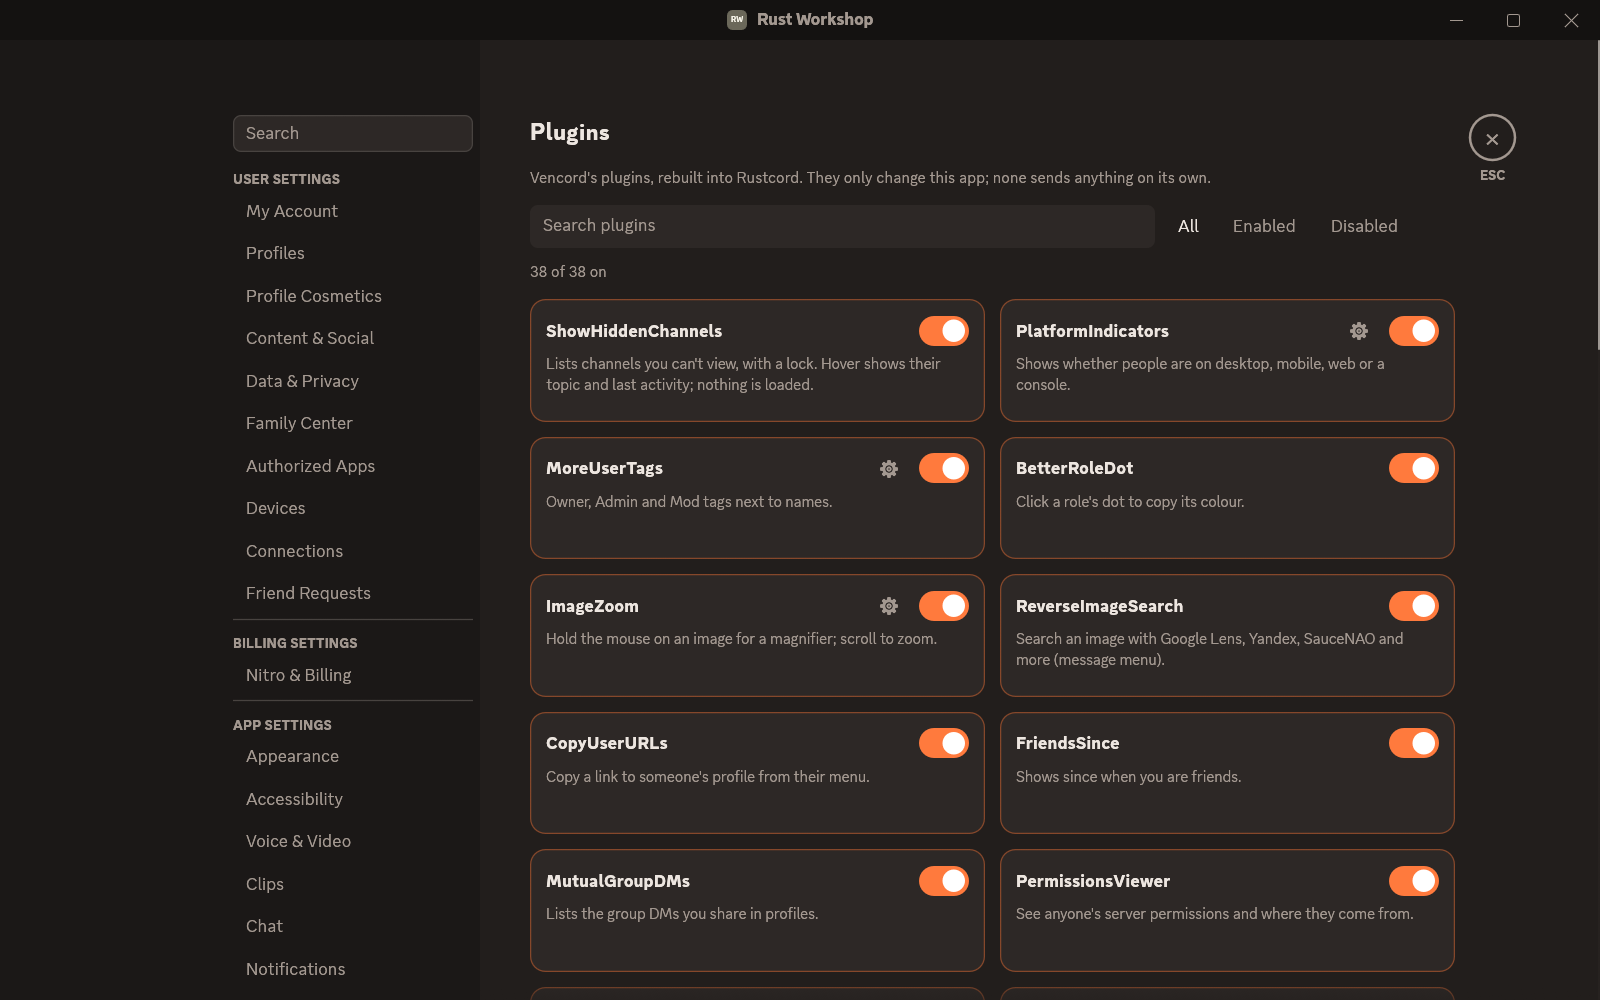 RW Rust Workshop
Search
USER SETTINGS
My Account
Profiles
Profile Cosmetics
Content & Social
Data & Privacy
Family Center
Authorized Apps
Devices
Connections
Friend Requests
BILLING SETTINGS
Nitro & Billing
APP SETTINGS
Appearance
Accessibility
Voice & Video
Clips
Chat
Notifications
Plugins
ESC
Vencord's plugins, rebuilt into Rustcord. They only change this app; none sends anything on its own.
Search plugins
All Enabled Disabled
38 of 38 on
ShowHiddenChannels
Lists channels you can't view, with a lock. Hover shows their
topic and last activity; nothing is loaded.
PlatformIndicators
Shows whether people are on desktop, mobile, web or a
console.
MoreUserTags
Owner, Admin and Mod tags next to names.
BetterRoleDot
Click a role's dot to copy its colour.
ImageZoom
Hold the mouse on an image for a magnifier; scroll to zoom.
ReverseImageSearch
Search an image with Google Lens, Yandex, SauceNAO and
more (message menu).
CopyUserURLs
Copy a link to someone's profile from their menu.
FriendsSince
Shows since when you are friends.
MutualGroupDMs
Lists the group DMs you share in profiles.
PermissionsViewer
See anyone's server permissions and where they come from.